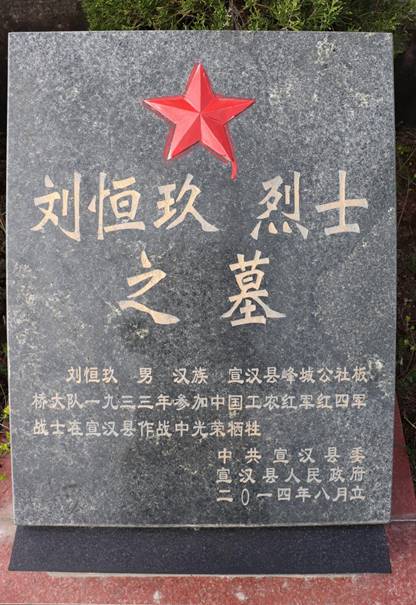 刘恒玖 烈士
之墓
刘恒玖 男 汉族 宣汉县峰城公社板
桥大队一九三三年参加中国工农红军红四军
战士在宣汉县作战中光荣牺牲
中共宣汉县委
宣汉县人民政府
二〇一四年八月立